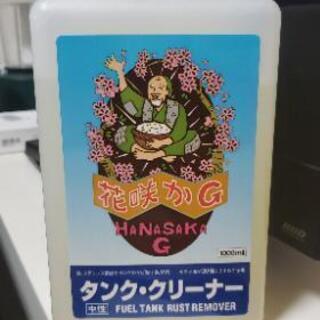 花咲かG
HANASAKA
G
1000mL
タンク・クリーナー
中性 FUEL TANK RUST REMOVER